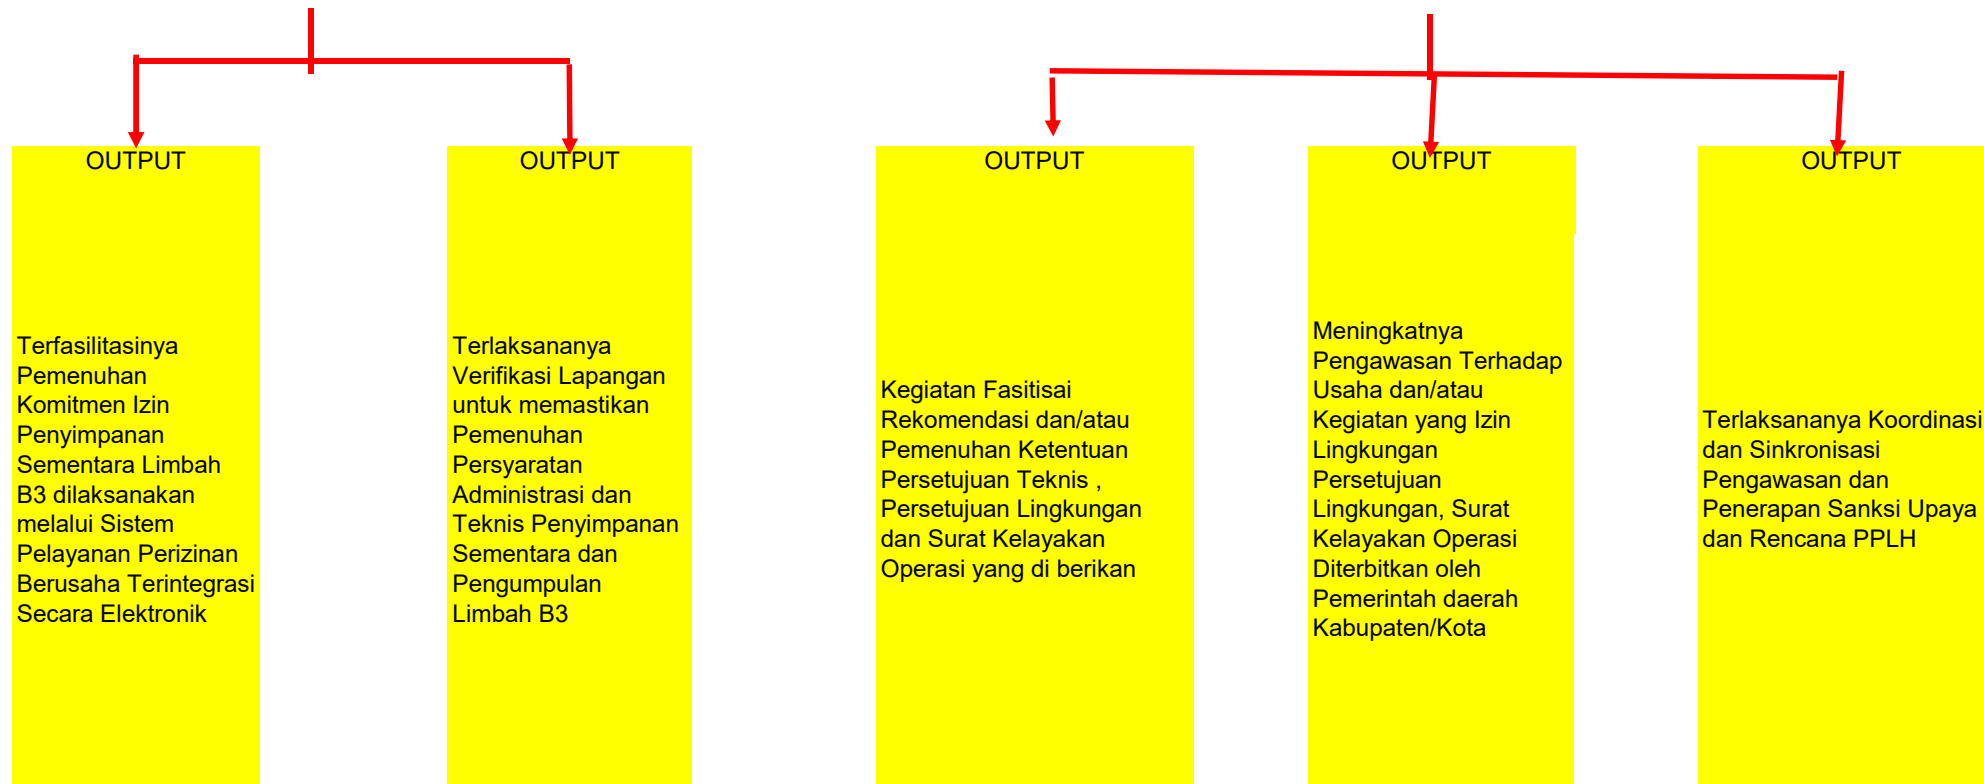 OUTPUT
Terfasilitasinya
Pemenuhan
Komitmen Izin
Penyimpanan
Sementara Limbah
B3 dilaksanakan
melalui Sistem
Pelayanan Perizinan
Berusaha Terintegrasi
Secara Elektronik
OUTPUT
Terlaksananya
Verifikasi Lapangan
untuk memastikan
Pemenuhan
Persyaratan
Administrasi dan
Teknis Penyimpanan
Sementara dan
Pengumpulan
Limbah B3
OUTPUT
Kegiatan Fasitisai
Rekomendasi dan/atau
Pemenuhan Ketentuan
Persetujuan Teknis ,
Persetujuan Lingkungan
dan Surat Kelayakan
Operasi yang di berikan
OUTPUT
Meningkatnya
Pengawasan Terhadap
Usaha dan/atau
Kegiatan yang Izin
Lingkungan
Persetujuan
Lingkungan, Surat
Kelayakan Operasi
Diterbitkan oleh
Pemerintah daerah
Kabupaten/Kota
OUTPUT
Terlaksananya Koordinasi
dan Sinkronisasi
Pengawasan dan
Penerapan Sanksi Upaya
dan Rencana PPLH